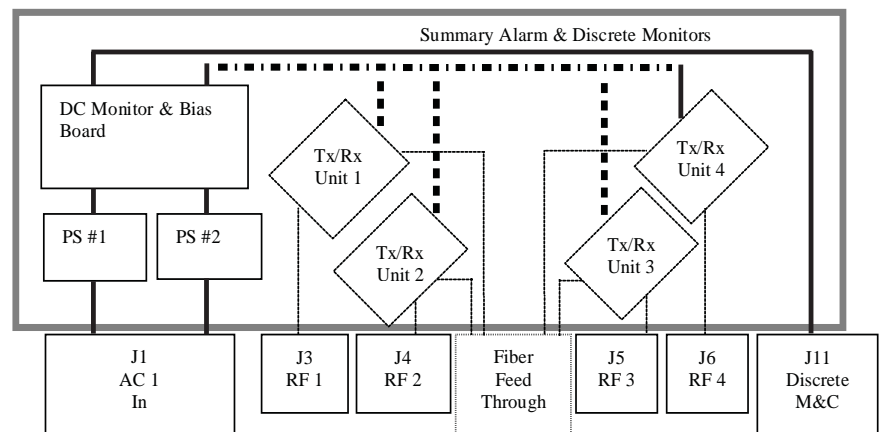 Summary Alarm & Discrete Monitors
DC Monitor & Bias
Board
Tx/Rx
Unit 1
Tx/Rx
Unit 4
PS #1
PS #2
Tx/Rx
Unit 2
Tx/Rx
Unit 3
J1
AC 1
In
J3
RF 1
J4
RF 2
Fiber
Feed
Through
J5
RF 3
J6
RF 4
J11
Discrete
M&C